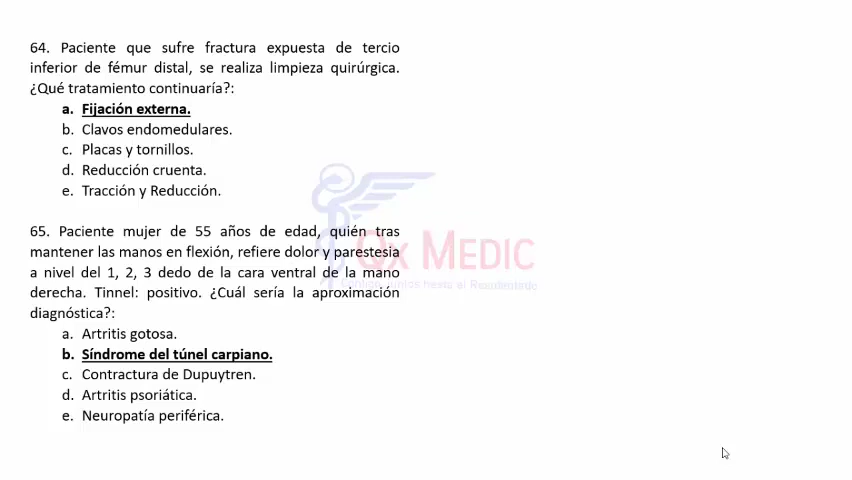 64. Paciente que sufre fractura expuesta de tercio
inferior de fémur distal, se realiza limpieza quirúrgica.
¿Qué tratamiento continuaría?:
a. Fijación externa.
b. Clavos endomedulares.
c. Placas y tornillos.
d. Reducción cruenta.
e. Tracción y Reducción.
65. Paciente mujer de 55 años de edad, quién tras
mantener las manos en flexión, refiere dolor y parestesia
a nivel del 1, 2, 3 dedo de la cara ventral de la mano
derecha. Tinnel: positivo. ¿Cuál sería la aproximación
diagnóstica?:
a. Artritis gotosa.
b. Síndrome del túnel carpiano.
c. Contractura de Dupuytren.
d. Artritis psoriática.
e. Neuropatía periférica.
Qx MEDIC